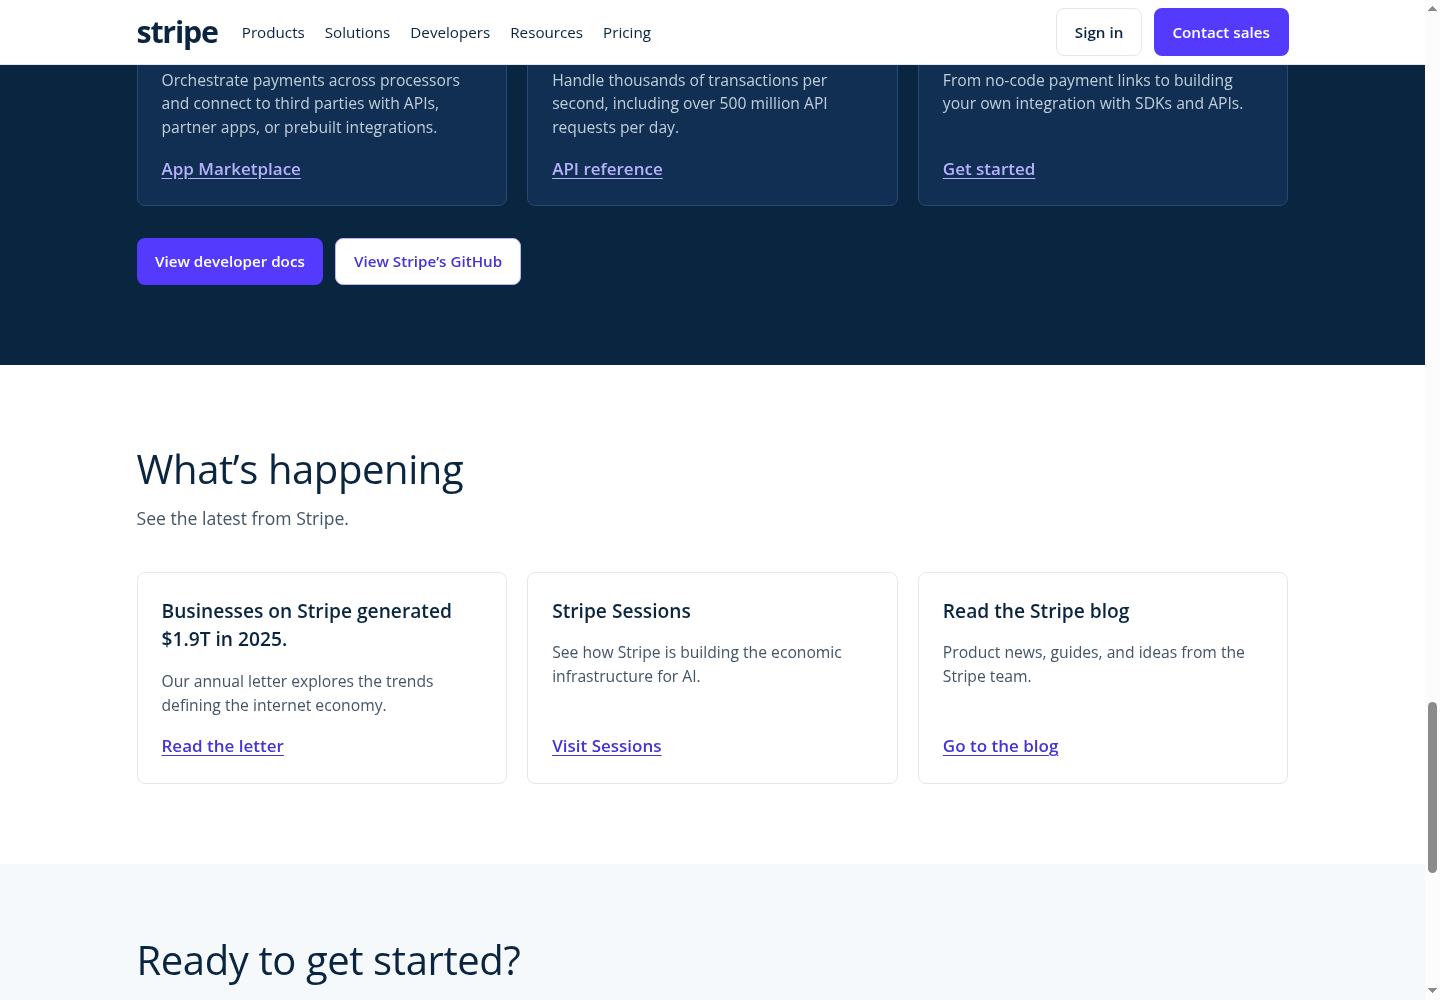 stripe
Products
Solutions
Developers
Resources
Pricing
Sign in
Contact sales
Orchestrate payments across processors
and connect to third parties with APIs,
partner apps, or prebuilt integrations.
App Marketplace
Handle thousands of transactions per
second, including over 500 million API
requests per day.
API reference
From no-code payment links to building
your own integration with SDKs and APIs.
Get started
View developer docs
View Stripe’s GitHub
What’s happening
See the latest from Stripe.
Businesses on Stripe generated
$1.9T in 2025.
Our annual letter explores the trends
defining the internet economy.
Read the letter
Stripe Sessions
See how Stripe is building the economic
infrastructure for AI.
Visit Sessions
Read the Stripe blog
Product news, guides, and ideas from the
Stripe team.
Go to the blog
Ready to get started?